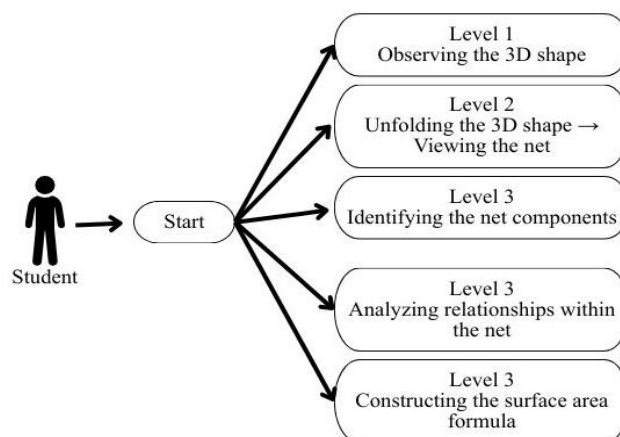 Student
Start
Level 1
Observing the 3D shape
Level 2
Unfolding the 3D shape →
Viewing the net
Level 3
Identifying the net components
Level 3
Analyzing relationships within
the net
Level 3
Constructing the surface area
formula